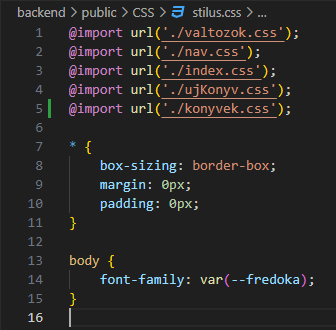 backend > public > CSS > stilus.css > ...
1 @import url('./valtozok.css');
2 @import url('./nav.css');
3 @import url('./index.css');
4 @import url('./ujKonyv.css');
5 @import url('./konyvek.css');
6
7 * {
8     box-sizing: border-box;
9     margin: 0px;
10     padding: 0px;
11 }
12
13 body {
14     font-family: var(--fredoka);
15 }
16